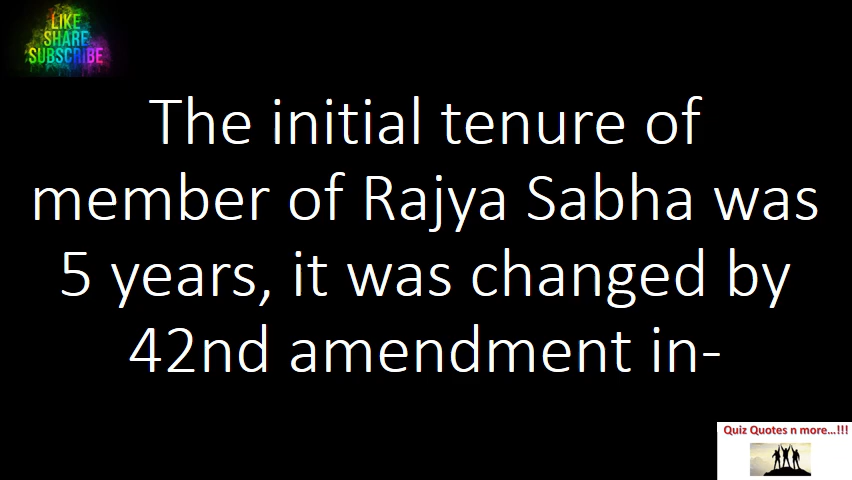 LIKE
SHARE
SUBSCRIBE
The initial tenure of
member of Rajya Sabha was
5 years, it was changed by
42nd amendment in-
Quiz Quotes n more...!!!